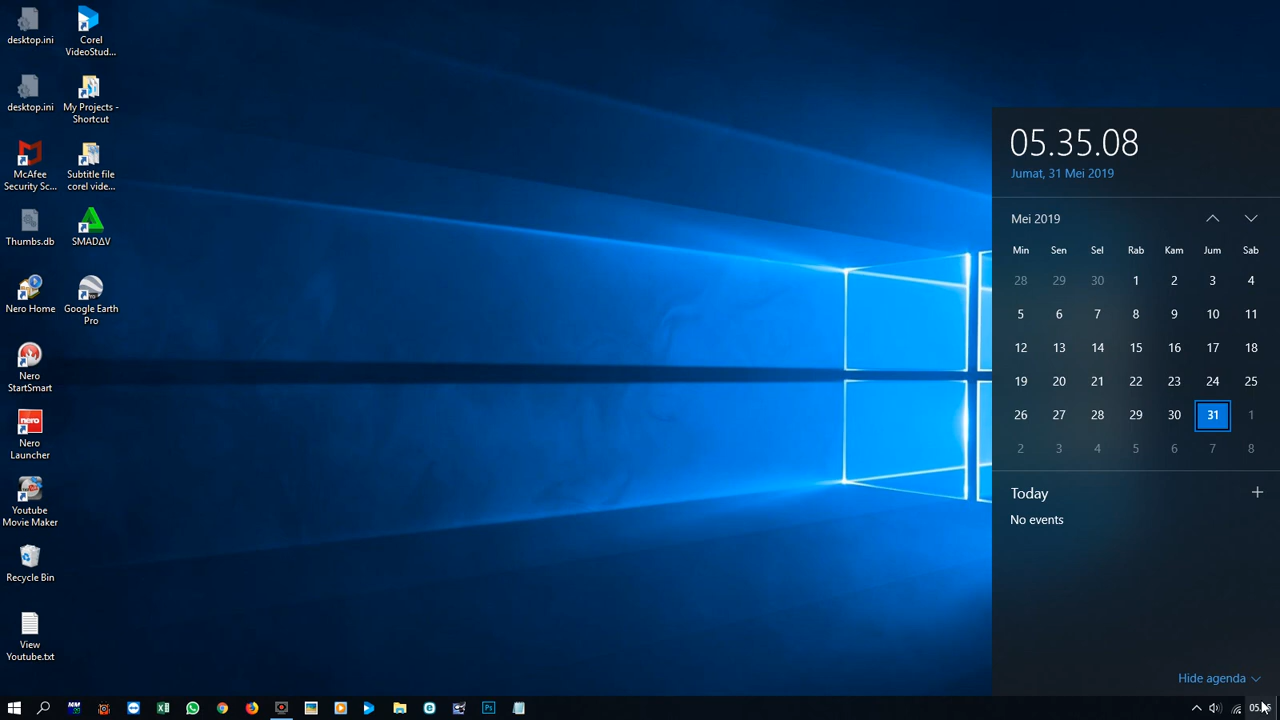 desktop.ini
Corel
VideoStud...
desktop.ini
My Projects -
Shortcut
McAfee
Security Sc...
Subtitle file
corel vide...
Thumbs.db
SMADΔV
Nero Home
Google Earth
Pro
Nero
StartSmart
nero
Nero
Launcher
Youtube
Movie Maker
Recycle Bin
View
Youtube.txt
05.35.08
Jumat, 31 Mei 2019
Mei 2019
Min Sen Sel Rab Kam Jum Sab
28 29 30 1 2 3 4
5 6 7 8 9 10 11
12 13 14 15 16 17 18
19 20 21 22 23 24 25
26 27 28 29 30 31 1
2 3 4 5 6 7 8
Today
No events
Hide agenda
Ps